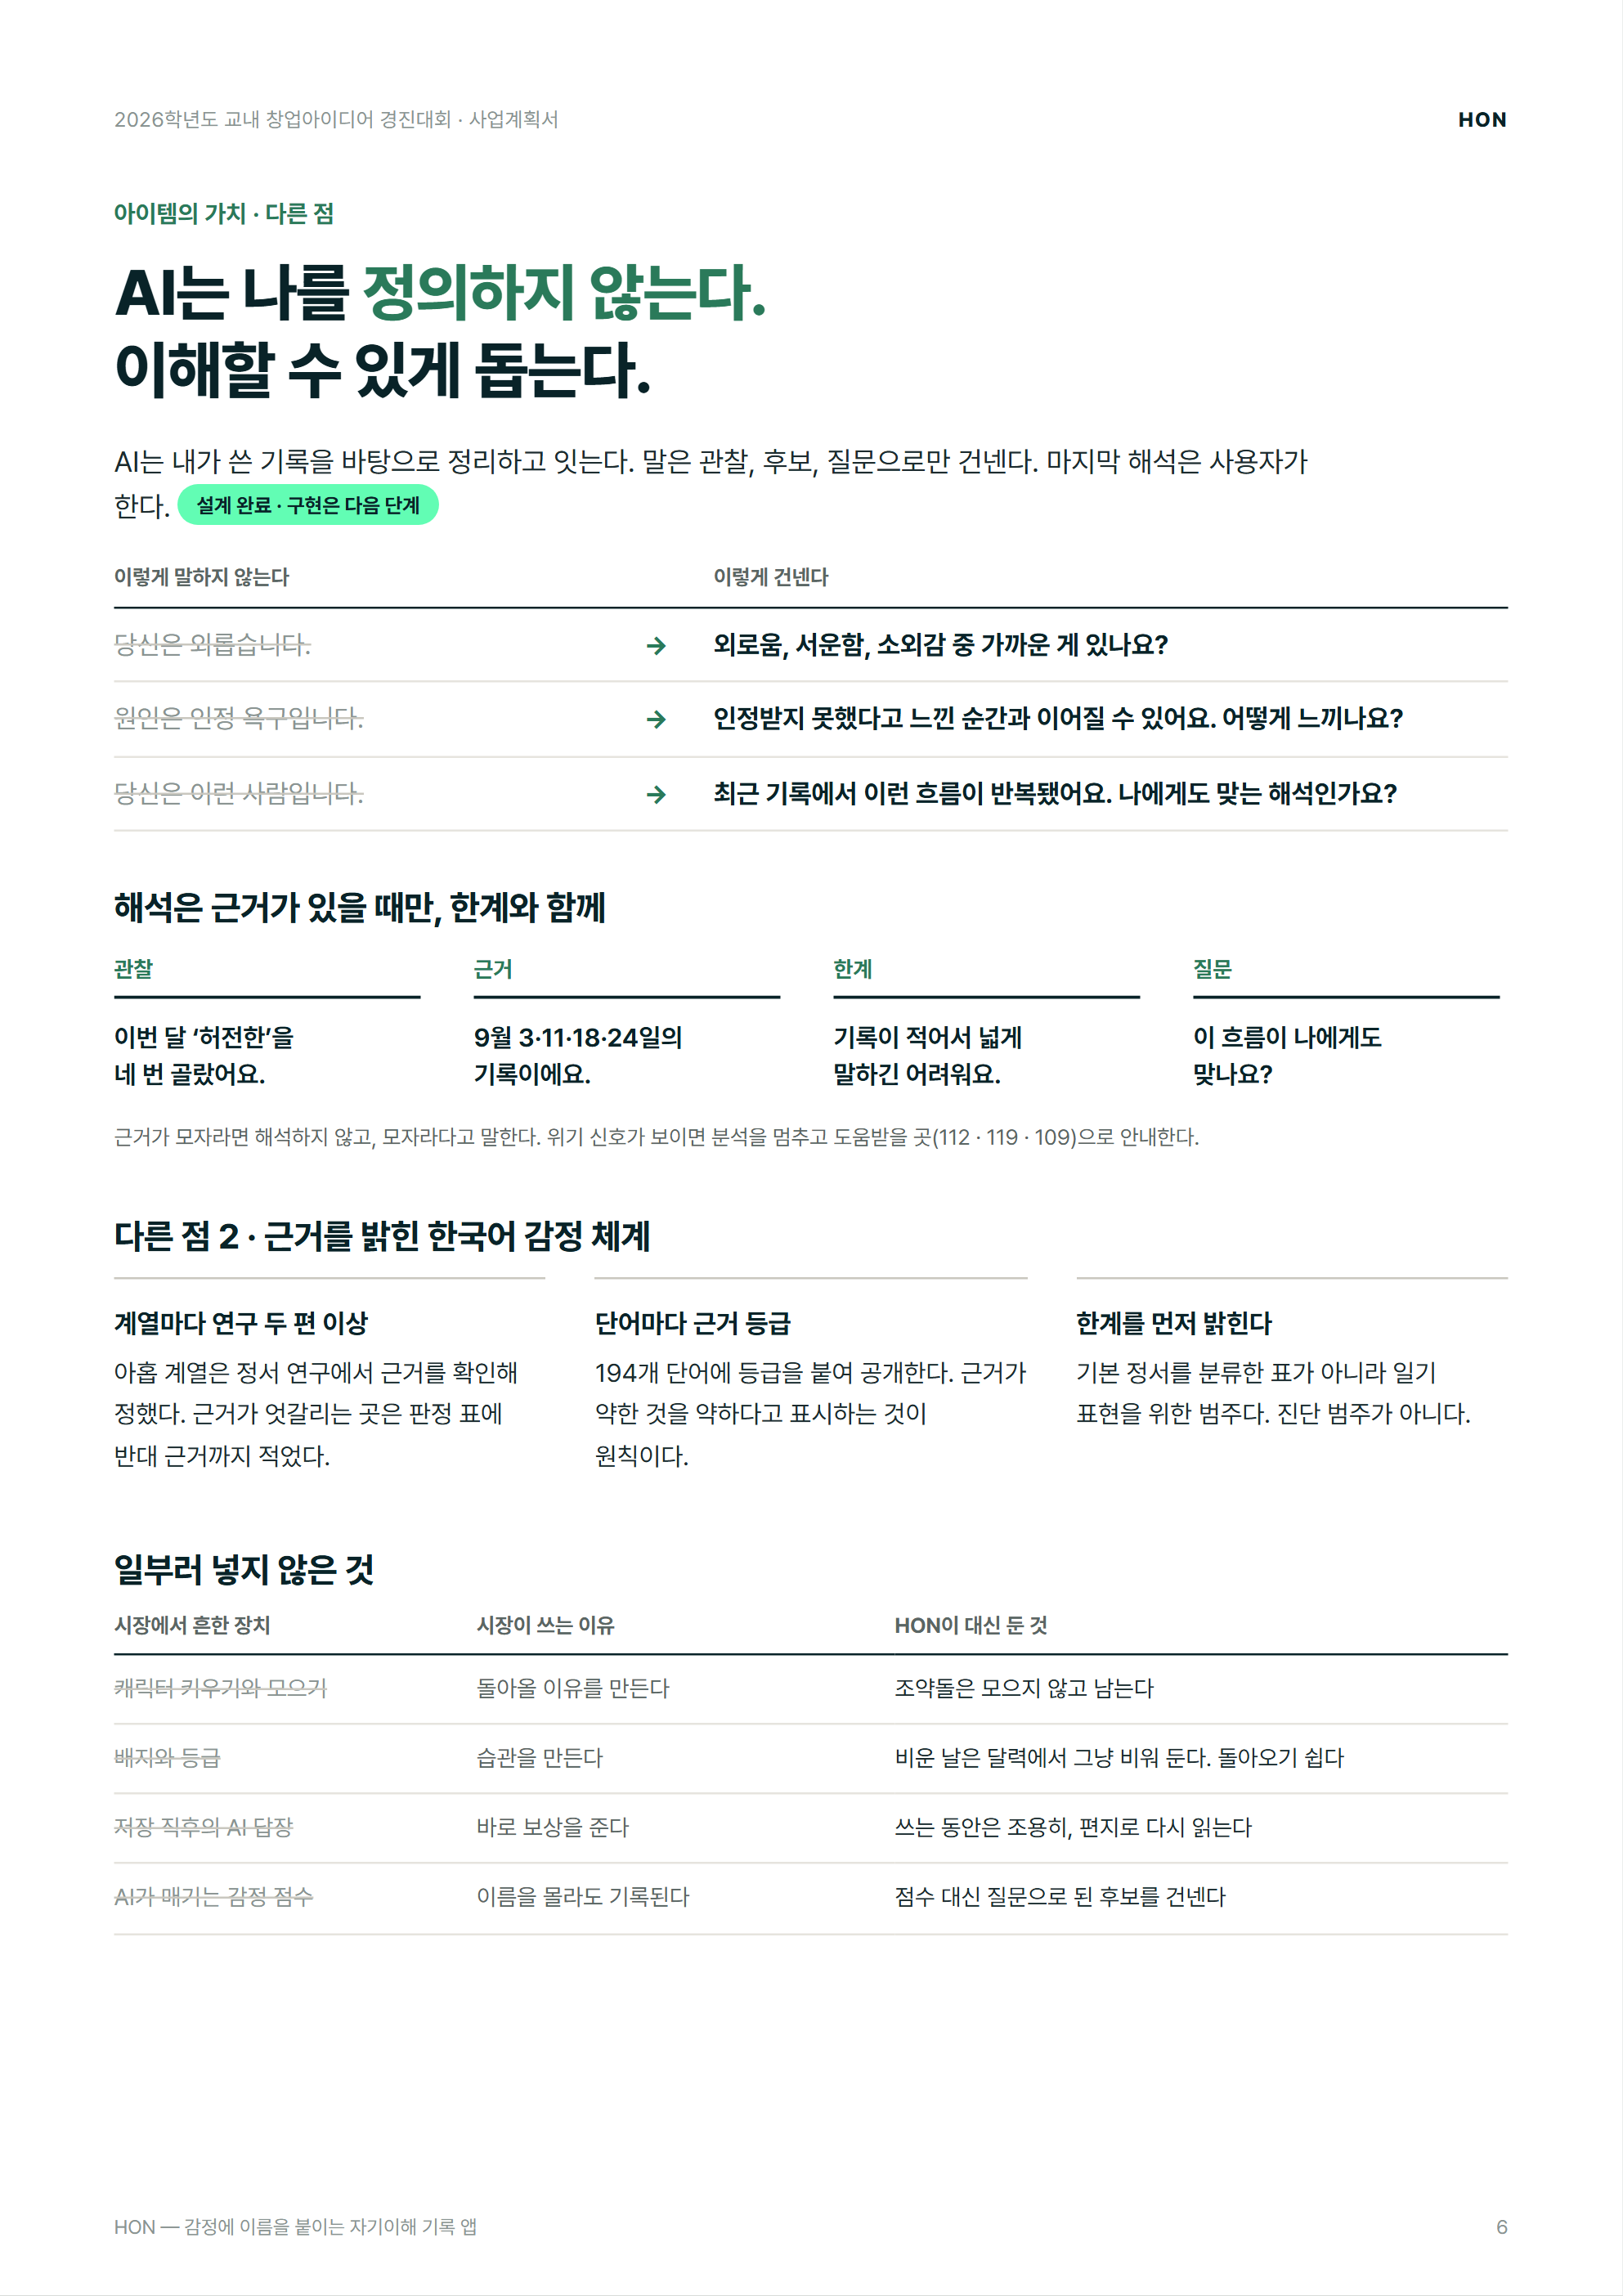 2026학년도 교내 창업아이디어 경진대회 · 사업계획서
HON
아이템의 가치 · 다른 점
AI는 나를 정의하지 않는다.
이해할 수 있게 돕는다.
AI는 내가 쓴 기록을 바탕으로 정리하고 잇는다. 말은 관찰, 후보, 질문으로만 건넨다. 마지막 해석은 사용자가
한다. 설계 완료 · 구현은 다음 단계
이렇게 말하지 않는다 이렇게 건넨다
당신은 외롭습니다. → 외로움, 서운함, 소외감 중 가까운 게 있나요?
원인은 인정 욕구입니다. → 인정받지 못했다고 느낀 순간과 이어질 수 있어요. 어떻게 느끼나요?
당신은 이런 사람입니다. → 최근 기록에서 이런 흐름이 반복됐어요. 나에게도 맞는 해석인가요?
해석은 근거가 있을 때만, 한계와 함께
관찰
이번 달 ‘허전한’을
네 번 골랐어요.
근거
9월 3·11·18·24일의
기록이에요.
한계
기록이 적어서 넓게
말하긴 어려워요.
질문
이 흐름이 나에게도
맞나요?
근거가 모자라면 해석하지 않고, 모자라다고 말한다. 위기 신호가 보이면 분석을 멈추고 도움받을 곳(112 · 119 · 109)으로 안내한다.
다른 점 2 · 근거를 밝힌 한국어 감정 체계
계열마다 연구 두 편 이상
아홉 계열은 정서 연구에서 근거를 확인해
정했다. 근거가 엇갈리는 곳은 판정 표에
반대 근거까지 적었다.
단어마다 근거 등급
194개 단어에 등급을 붙여 공개한다. 근거가
약한 것을 약하다고 표시하는 것이
원칙이다.
한계를 먼저 밝힌다
기본 정서를 분류한 표가 아니라 일기
표현을 위한 범주다. 진단 범주가 아니다.
일부러 넣지 않은 것
시장에서 흔한 장치 시장이 쓰는 이유 HON이 대신 둔 것
캐릭터 키우기와 모으기 돌아올 이유를 만든다 조약돌은 모으지 않고 남는다
배지와 등급 습관을 만든다 비운 날은 달력에서 그냥 비워 둔다. 돌아오기 쉽다
저장 직후의 AI 답장 바로 보상을 준다 쓰는 동안은 조용히, 편지로 다시 읽는다
AI가 매기는 감정 점수 이름을 몰라도 기록된다 점수 대신 질문으로 된 후보를 건넨다
HON — 감정에 이름을 붙이는 자기이해 기록 앱
6